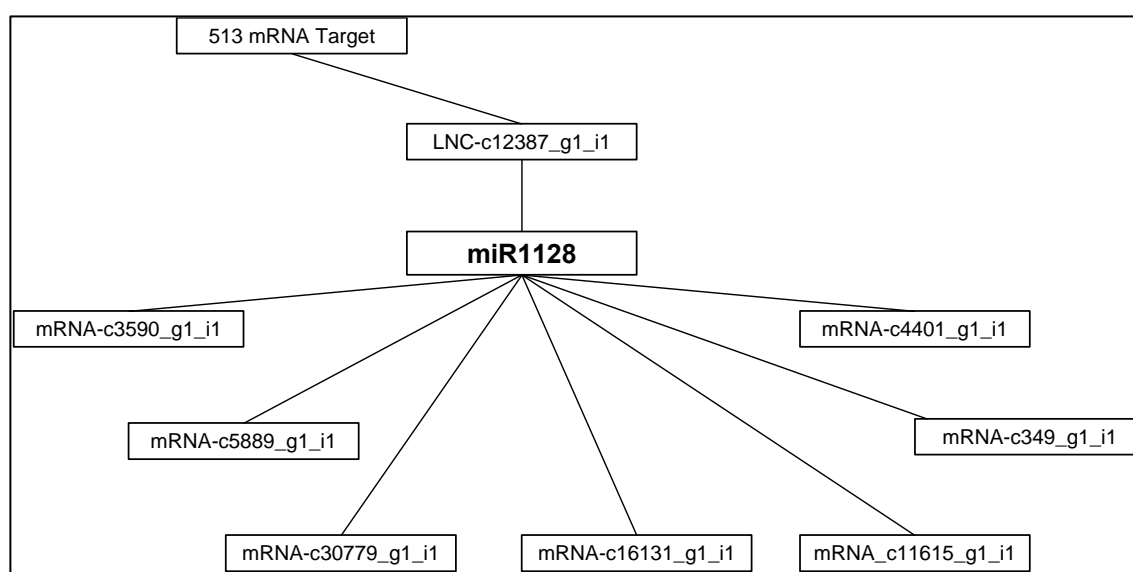 513 mRNA Target
LNC-c12387_g1_i1
miR1128
mRNA-c3590_g1_i1
mRNA-c4401_g1_i1
mRNA-c5889_g1_i1
mRNA-c349_g1_i1
mRNA-c30779_g1_i1
mRNA-c16131_g1_i1
mRNA_c11615_g1_i1